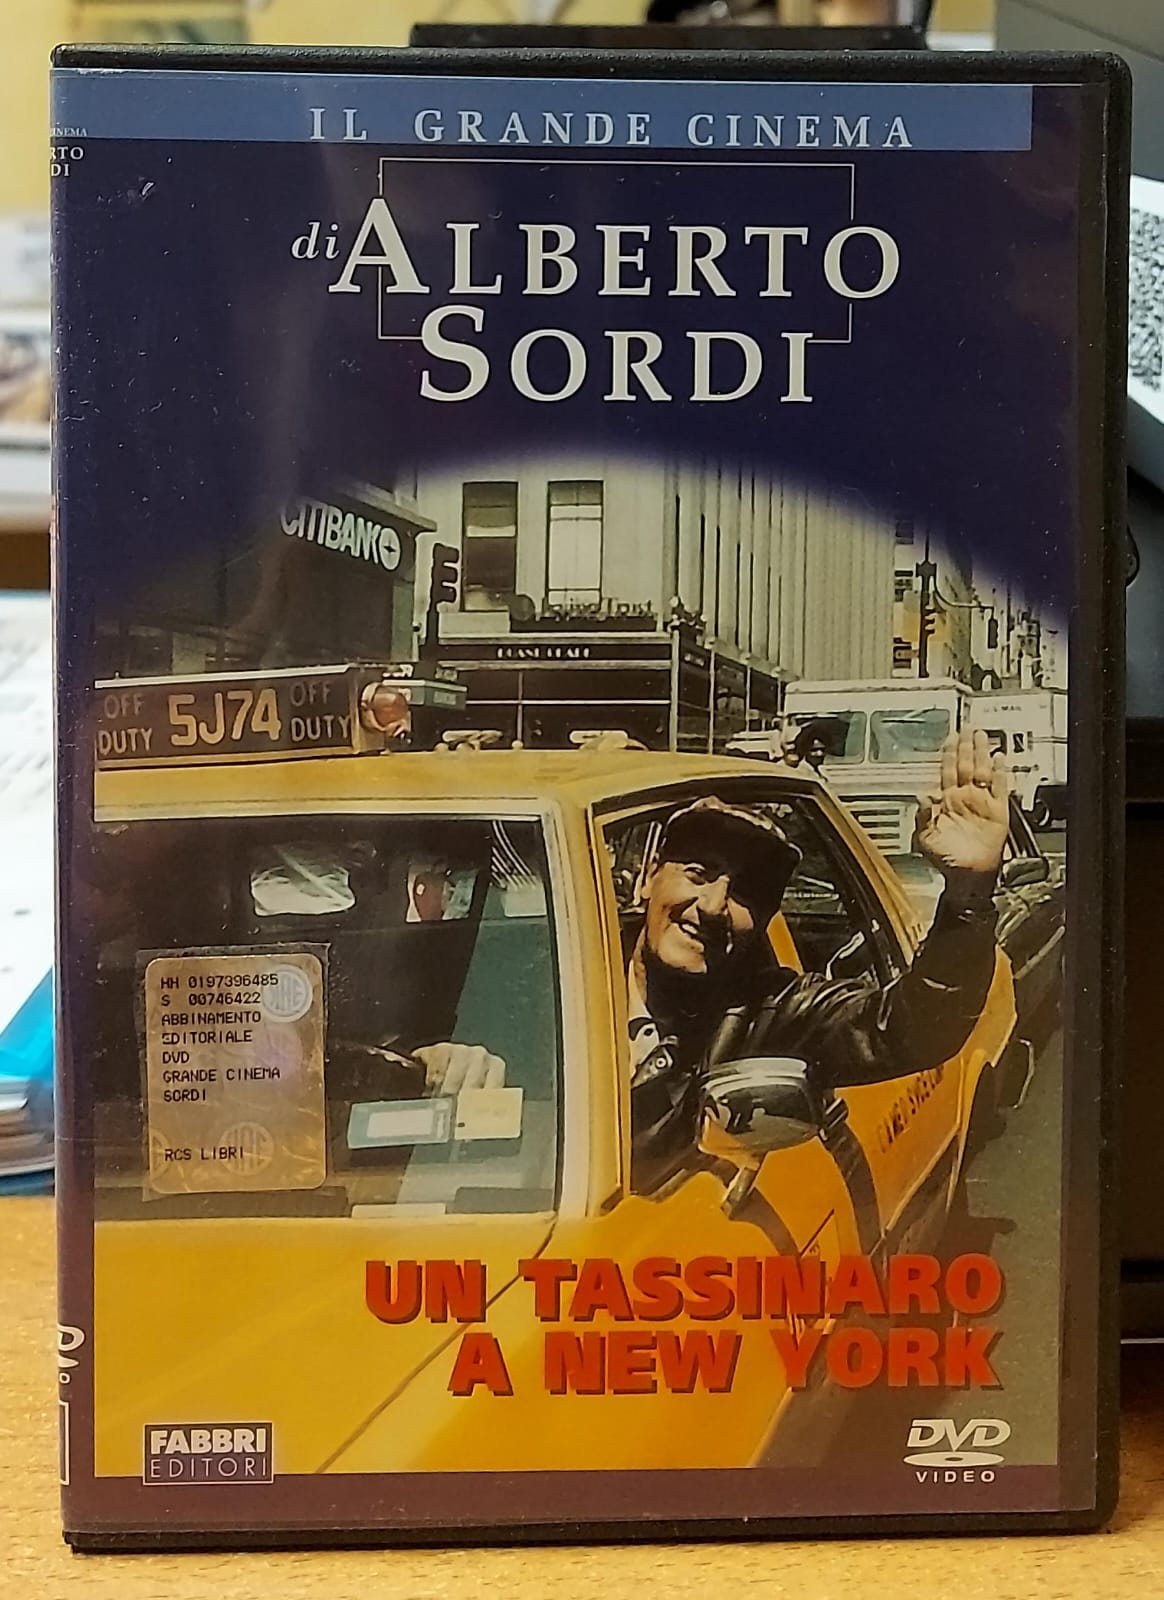 IL GRANDE CINEMA
di ALBERTO
SORDI
CITIBANK
OFF
DUTY
5J74
OFF
DUTY
U.S. MAIL
HH 0197396485
S 00746422
ABBINAMENTO
EDITORIALE
DVD
GRANDE CINEMA
SORDI
RCS LIBRI
UN TASSINARO
A NEW YORK
FABBRI
EDITORI
DVD
VIDEO